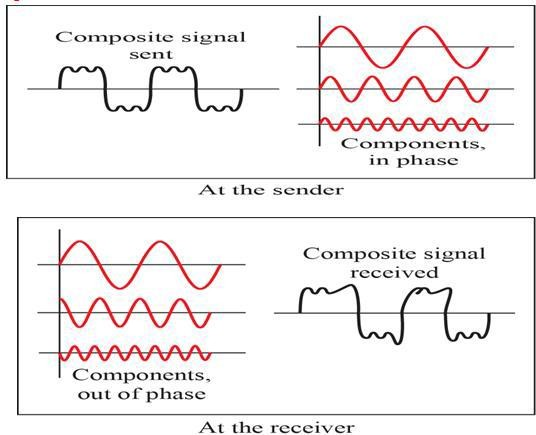 Composite signal
sent
Components,
in phase
At the sender
Composite signal
received
Components,
out of phase
At the receiver